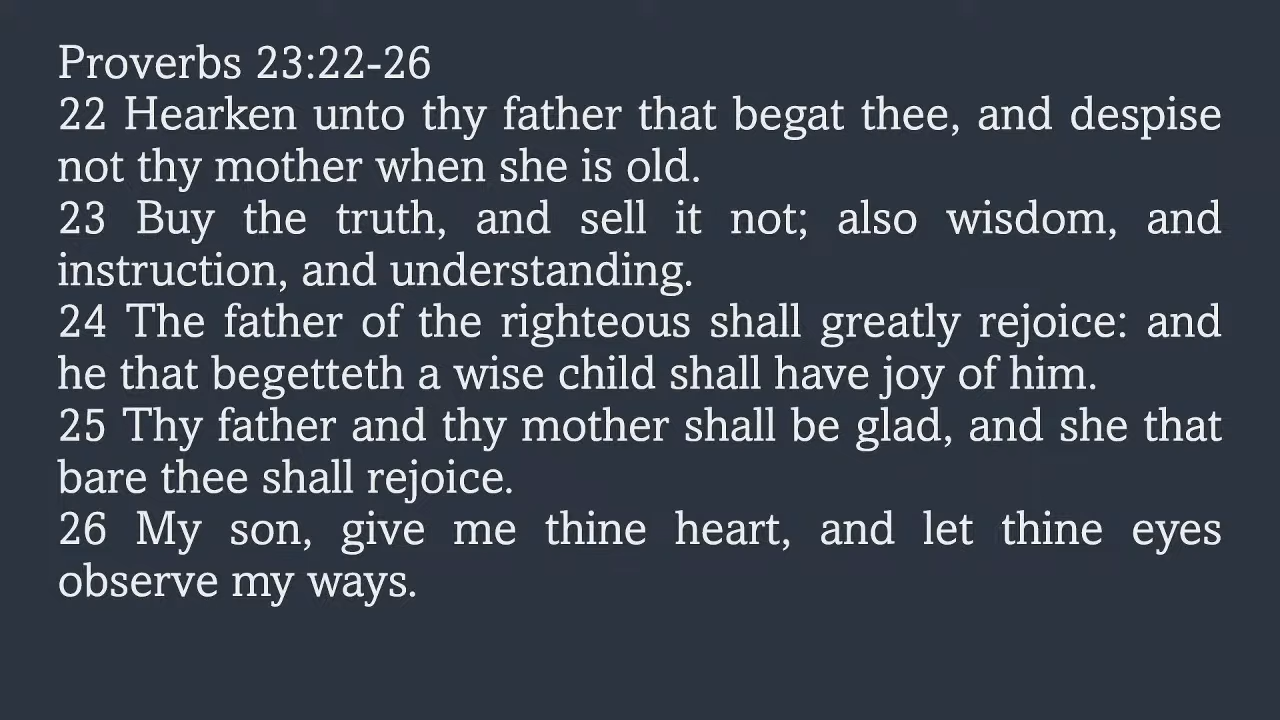 Proverbs 23:22-26
22 Hearken unto thy father that begat thee, and despise
not thy mother when she is old.
23 Buy the truth, and sell it not; also wisdom, and
instruction, and understanding.
24 The father of the righteous shall greatly rejoice: and
he that begetteth a wise child shall have joy of him.
25 Thy father and thy mother shall be glad, and she that
bare thee shall rejoice.
26 My son, give me thine heart, and let thine eyes
observe my ways.